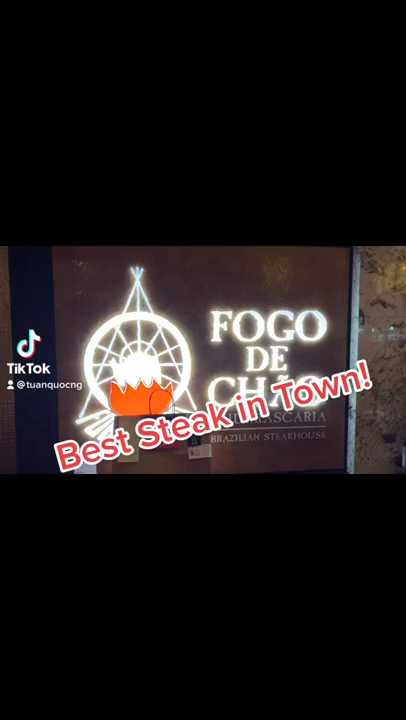 FOGO
DE
CHÃO
CHURRASCARIA
BRAZILIAN STEAKHOUSE
Best Steak in Town!
TikTok
@tuanquocng